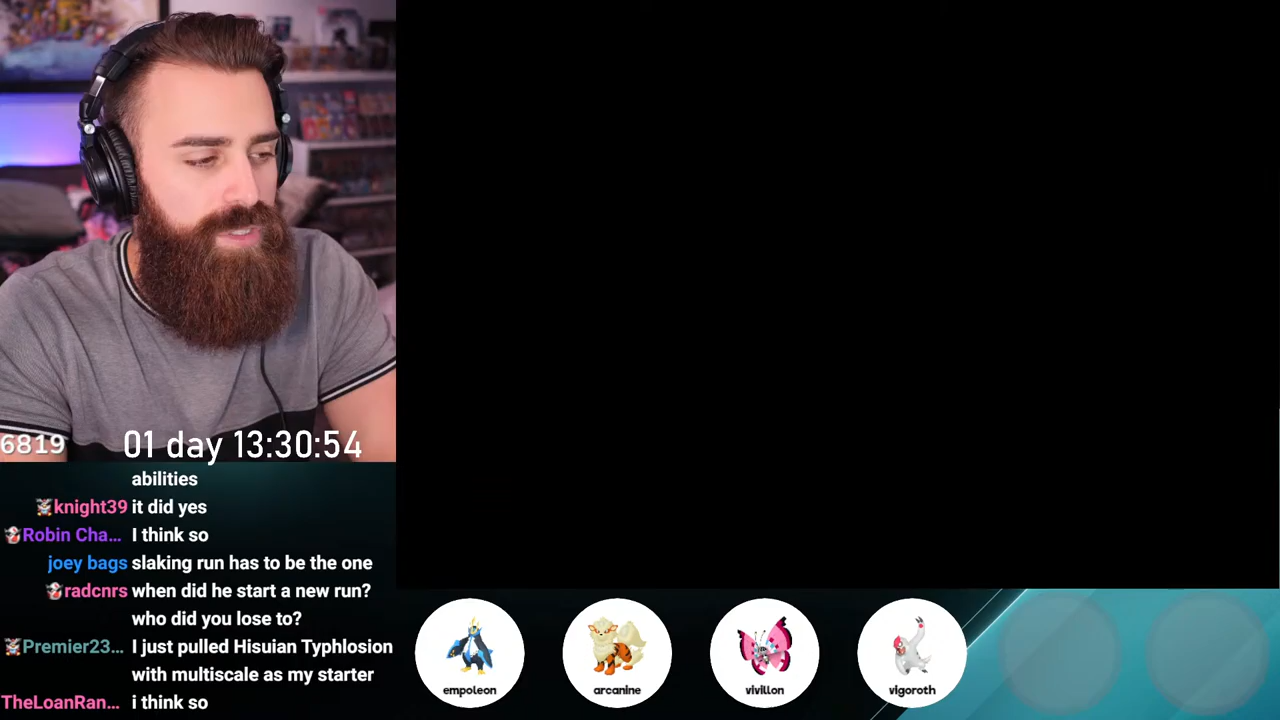 6819 01 day 13:30:54
abilities
knight39 it did yes
Robin Cha... I think so
joey bags slaking run has to be the one
radcnrs when did he start a new run?
who did you lose to?
Premier23... I just pulled Hisuian Typhlosion
with multiscale as my starter
TheLoanRan... i think so
empoleon arcanine vivillon vigoroth